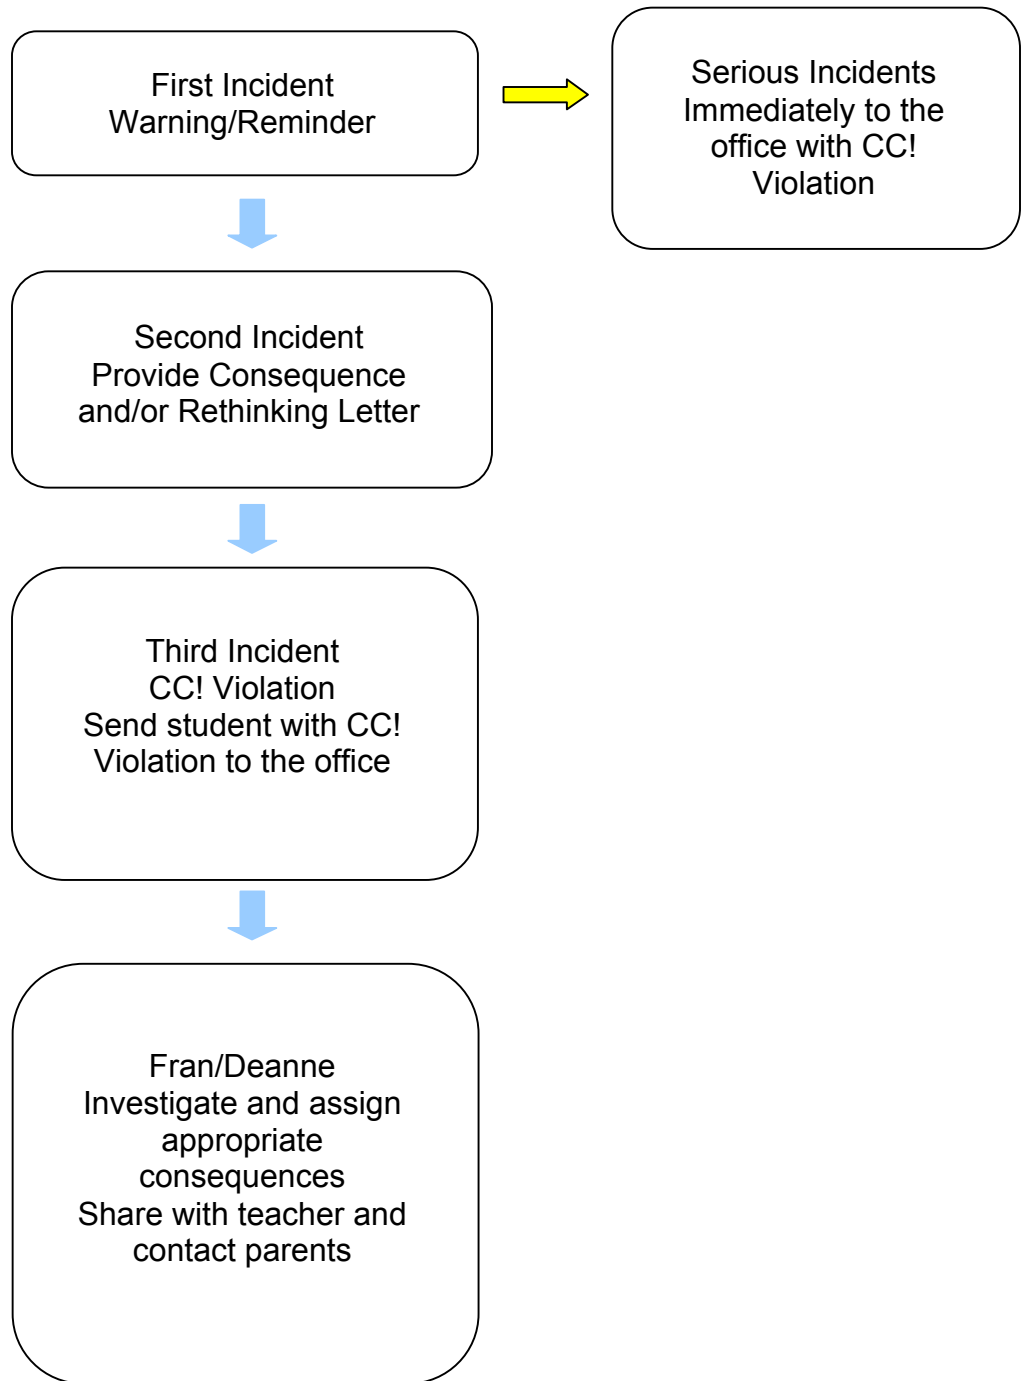 First Incident
Warning/Reminder
Serious Incidents
Immediately to the
office with CC!
Violation
Second Incident
Provide Consequence
and/or Rethinking Letter
Third Incident
CC! Violation
Send student with CC!
Violation to the office
Fran/Deanne
Investigate and assign
appropriate
consequences
Share with teacher and
contact parents